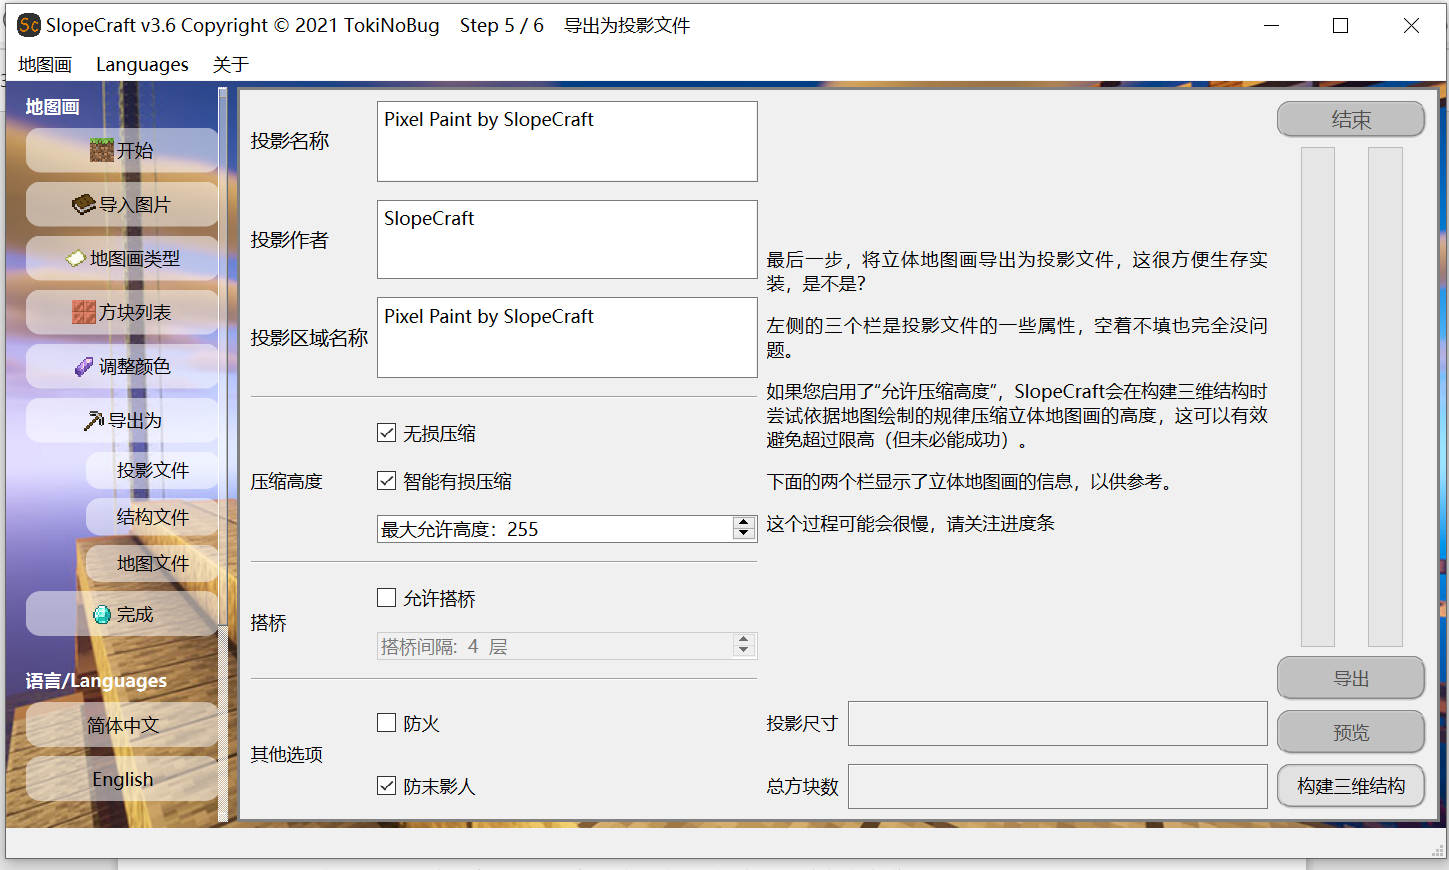 SlopeCraft v3.6 Copyright © 2021 TokiNoBug    Step 5 / 6    导出为投影文件
地图画    Languages    关于
地图画
开始
导入图片
地图画类型
方块列表
调整颜色
导出为
投影文件
结构文件
地图文件
完成
语言/Languages
简体中文
English
投影名称
Pixel Paint by SlopeCraft
投影作者
SlopeCraft
投影区域名称
Pixel Paint by SlopeCraft
压缩高度
无损压缩
智能有损压缩
最大允许高度：255
搭桥
允许搭桥
搭桥间隔: 4 层
其他选项
防火
防末影人
最后一步，将立体地图画导出为投影文件，这很方便生存实
装，是不是？
左侧的三个栏是投影文件的一些属性，空着不填也完全没问
题。
如果您启用了“允许压缩高度”，SlopeCraft会在构建三维结构时
尝试依据地图绘制的规律压缩立体地图画的高度，这可以有效
避免超过限高（但未必能成功）。
下面的两个栏显示了立体地图画的信息，以供参考。
这个过程可能会很慢，请关注进度条
投影尺寸
总方块数
结束
导出
预览
构建三维结构